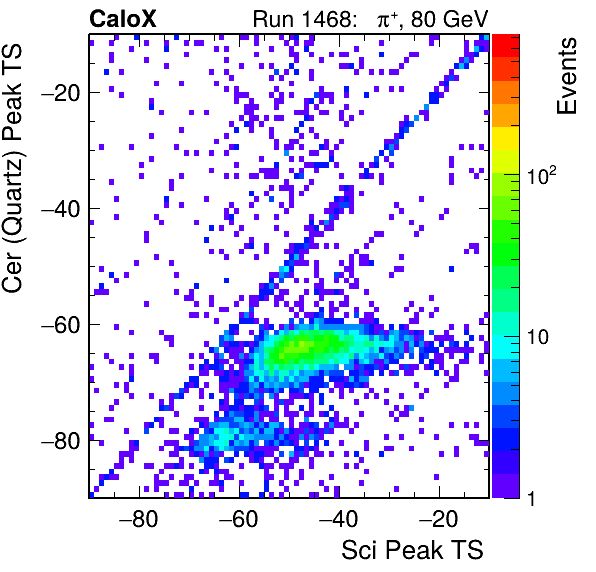 CaloX Run 1468: π⁺, 80 GeV
Cer (Quartz) Peak TS
−20
−40
−60
−80
−80 −60 −40 −20
Sci Peak TS
Events
10²
10
1